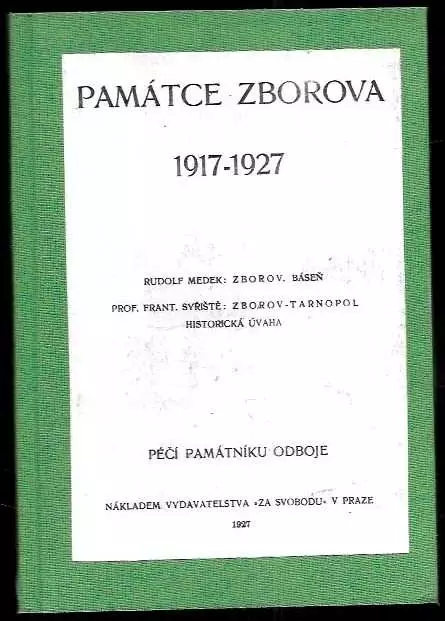 PAMÁTCE ZBOROVA
1917-1927
RUDOLF MEDEK: ZBOROV. BÁSEŇ
PROF. FRANT. SYŘIŠTĚ: ZBOROV-TARNOPOL
HISTORICKÁ ÚVAHA
PÉČÍ PAMÁTNÍKU ODBOJE
NÁKLADEM VYDAVATELSTVA »ZA SVOBODU« V PRAZE
1927